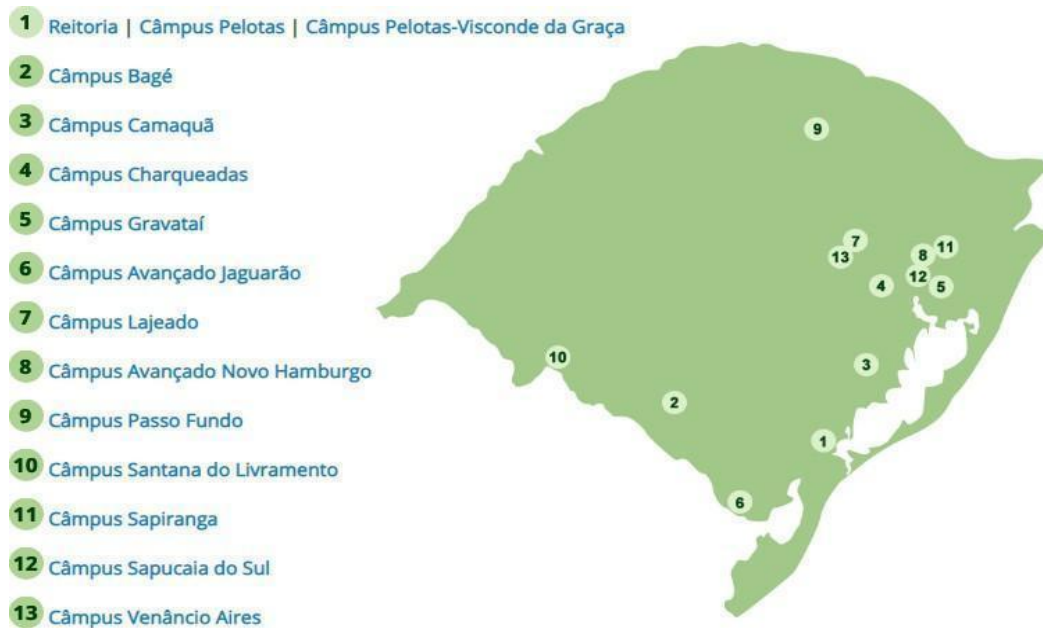 1 Reitoria | Câmpus Pelotas | Câmpus Pelotas-Visconde da Graça
2 Câmpus Bagé
3 Câmpus Camaquã
4 Câmpus Charqueadas
5 Câmpus Gravataí
6 Câmpus Avançado Jaguarão
7 Câmpus Lajeado
8 Câmpus Avançado Novo Hamburgo
9 Câmpus Passo Fundo
10 Câmpus Santana do Livramento
11 Câmpus Sapiranga
12 Câmpus Sapucaia do Sul
13 Câmpus Venâncio Aires
9
7
11
8
13
12
4
5
10
3
2
1
6